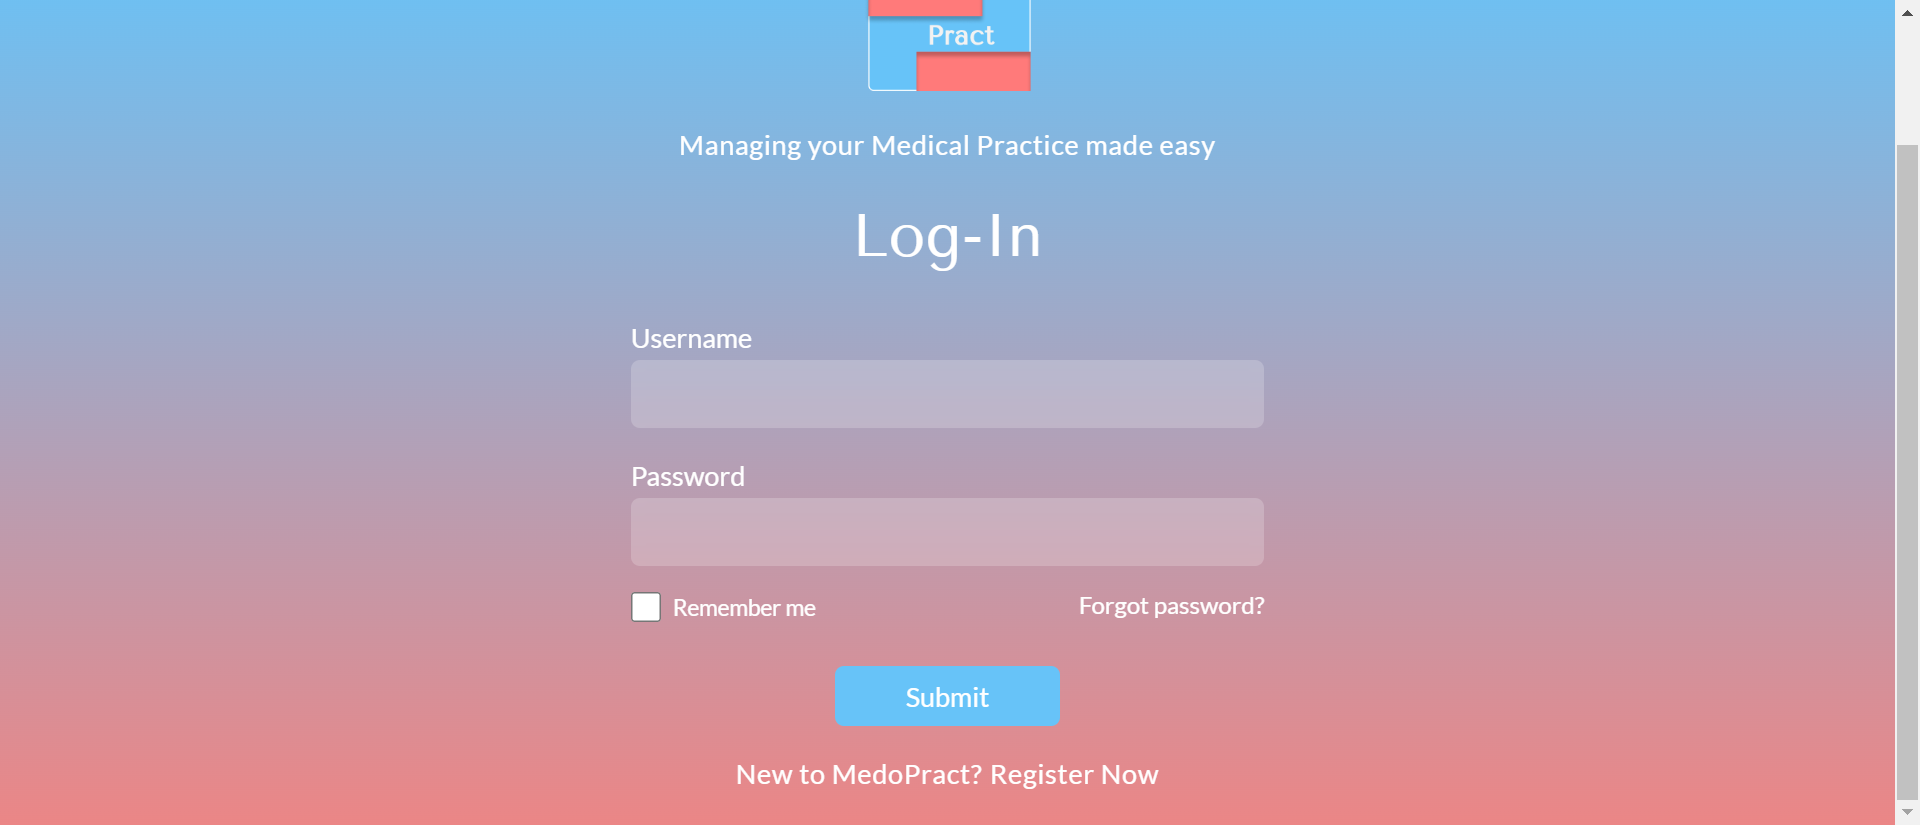 Pract
Managing your Medical Practice made easy
Log-In
Username
Password
Remember me
Forgot password?
Submit
New to MedoPract? Register Now